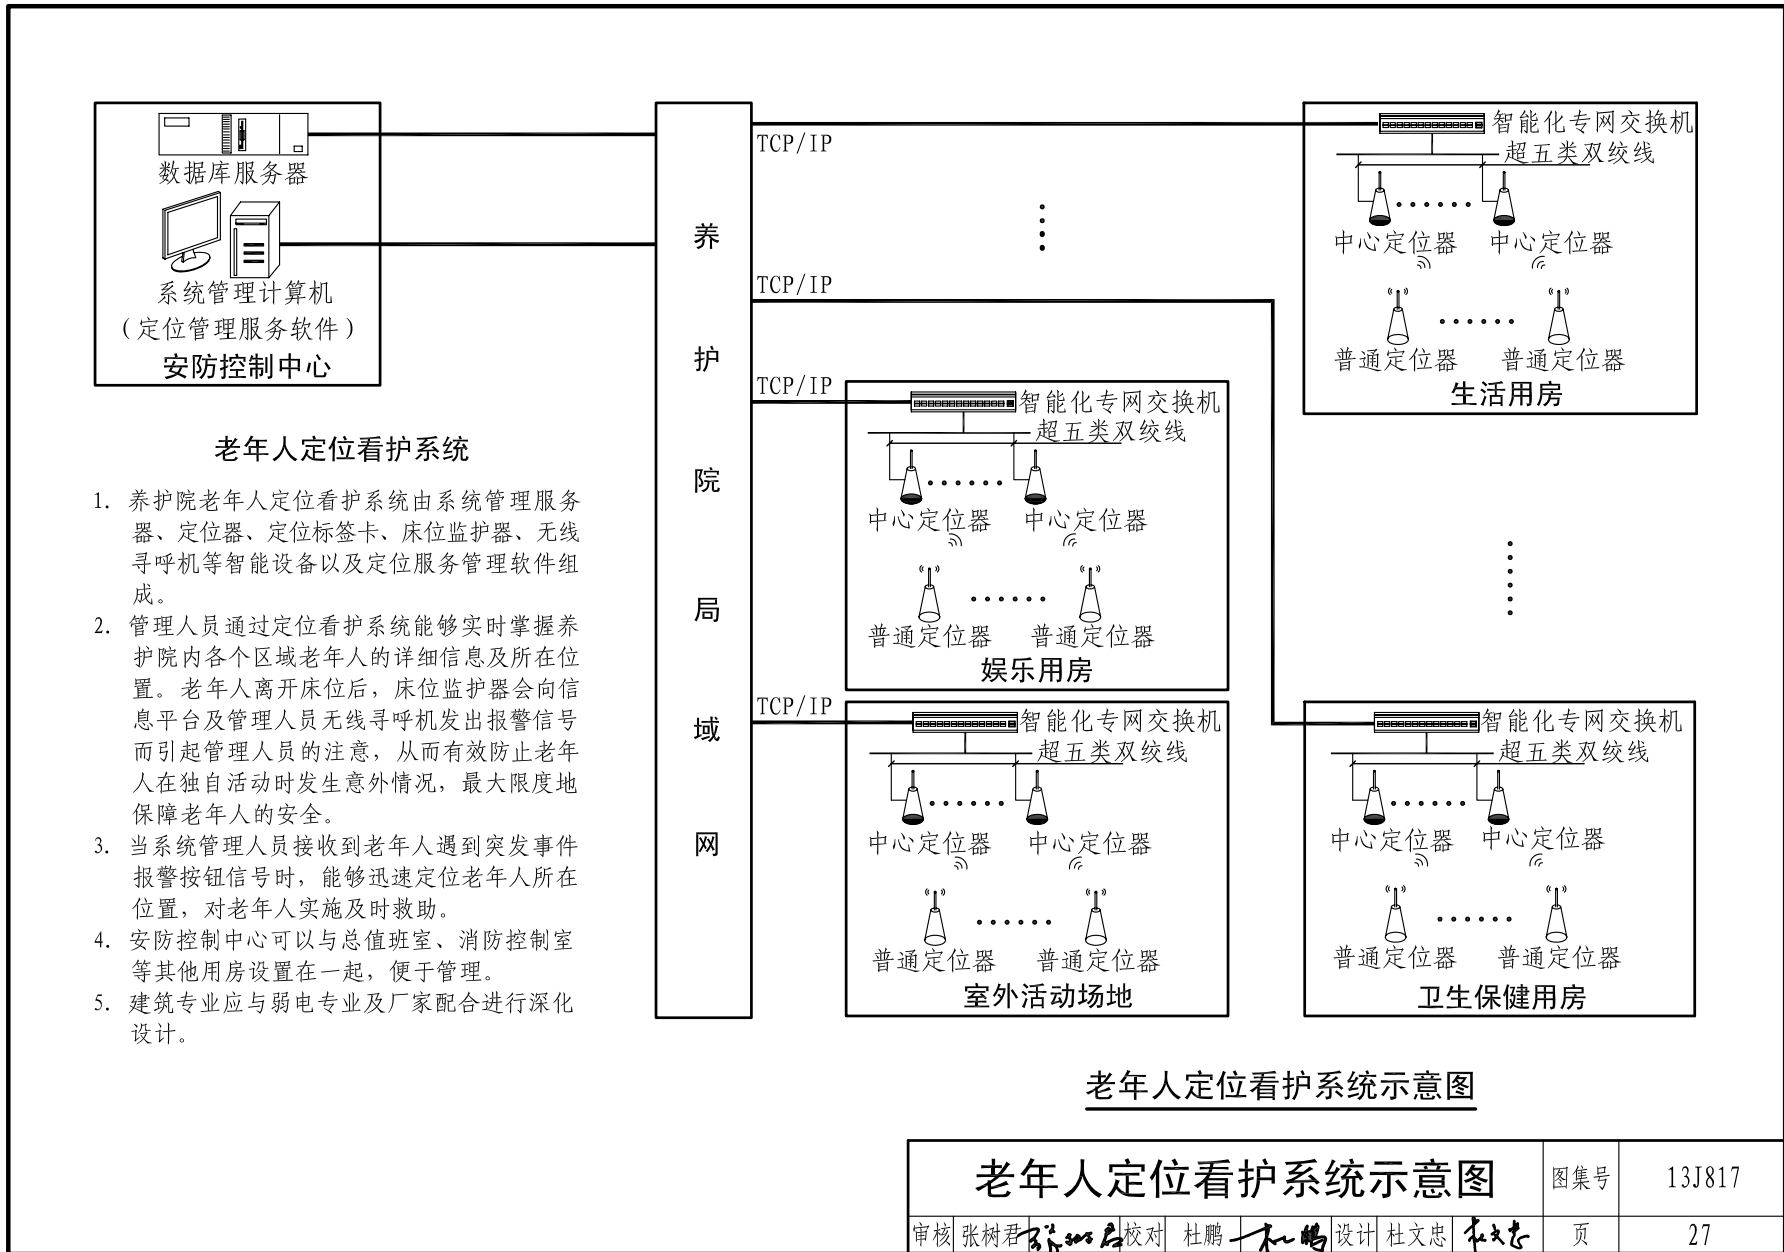 数据库服务器
系统管理计算机
（定位管理服务软件）
安防控制中心
老年人定位看护系统
1. 养护院老年人定位看护系统由系统管理服务
器、定位器、定位标签卡、床位监护器、无线
寻呼机等智能设备以及定位服务管理软件组
成。
2. 管理人员通过定位看护系统能够实时掌握养
护院内各个区域老年人的详细信息及所在位
置。老年人离开床位后，床位监护器会向信
息平台及管理人员无线寻呼机发出报警信号
而引起管理人员的注意，从而有效防止老年
人在独自活动时发生意外情况，最大限度地
保障老年人的安全。
3. 当系统管理人员接收到老年人遇到突发事件
报警按钮信号时，能够迅速定位老年人所在
位置，对老年人实施及时救助。
4. 安防控制中心可以与总值班室、消防控制室
等其他用房设置在一起，便于管理。
5. 建筑专业应与弱电专业及厂家配合进行深化
设计。
养
护
院
局
域
网
TCP/IP
TCP/IP
TCP/IP
TCP/IP
智能化专网交换机
超五类双绞线
中心定位器 中心定位器
普通定位器 普通定位器
生活用房
智能化专网交换机
超五类双绞线
中心定位器 中心定位器
普通定位器 普通定位器
娱乐用房
智能化专网交换机
超五类双绞线
中心定位器 中心定位器
普通定位器 普通定位器
室外活动场地
智能化专网交换机
超五类双绞线
中心定位器 中心定位器
普通定位器 普通定位器
卫生保健用房
老年人定位看护系统示意图
老年人定位看护系统示意图 图集号 13J817
审核 张树君 张树君 校对 杜鹏 杜鹏 设计 杜文忠 杜文忠 页 27